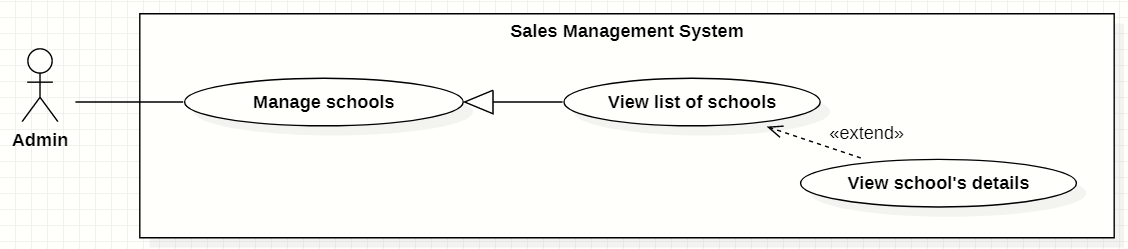 Sales Management System
Admin
Manage schools
View list of schools
«extend»
View school's details